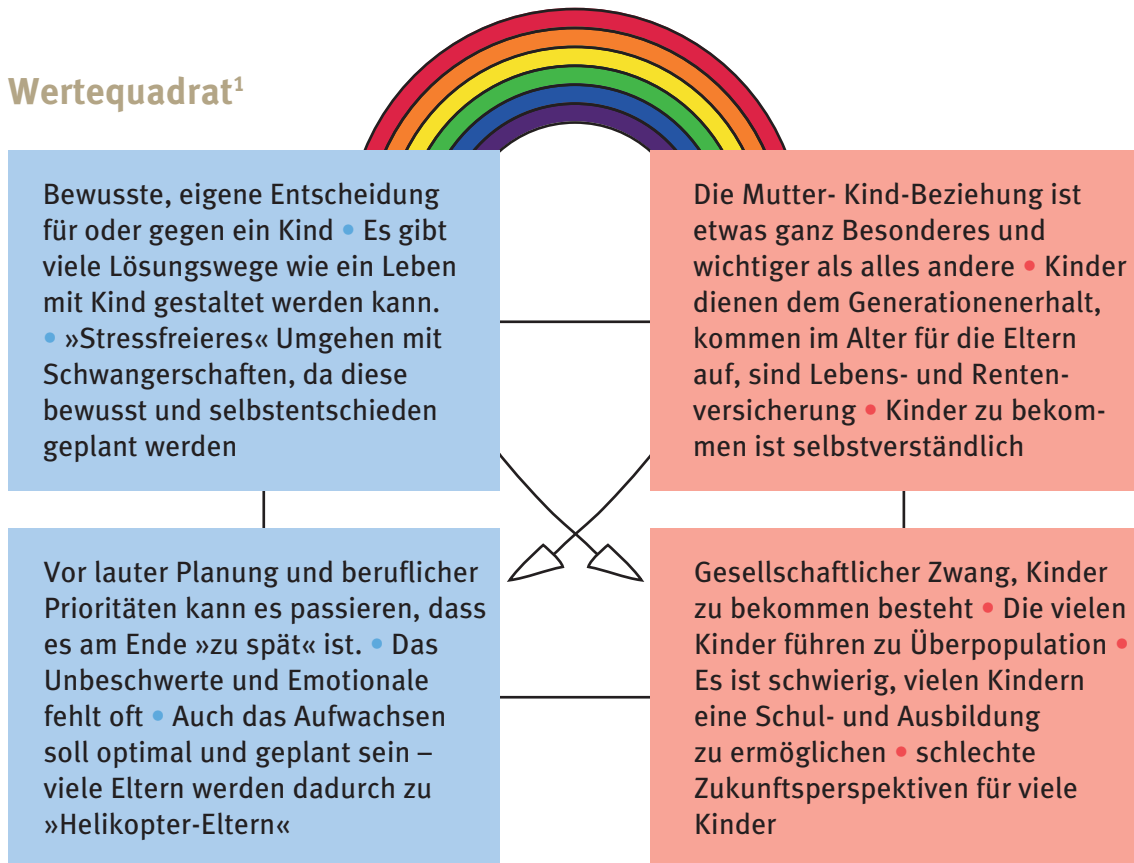 Wertequadrat¹
Bewusste, eigene Entscheidung
für oder gegen ein Kind • Es gibt
viele Lösungswege wie ein Leben
mit Kind gestaltet werden kann.
• »Stressfreieres« Umgehen mit
Schwangerschaften, da diese
bewusst und selbstentschieden
geplant werden
Die Mutter- Kind-Beziehung ist
etwas ganz Besonderes und
wichtiger als alles andere • Kinder
dienen dem Generationenerhalt,
kommen im Alter für die Eltern
auf, sind Lebens- und Renten-
versicherung • Kinder zu bekom-
men ist selbstverständlich
Vor lauter Planung und beruflicher
Prioritäten kann es passieren, dass
es am Ende »zu spät« ist. • Das
Unbeschwerte und Emotionale
fehlt oft • Auch das Aufwachsen
soll optimal und geplant sein –
viele Eltern werden dadurch zu
»Helikopter-Eltern«
Gesellschaftlicher Zwang, Kinder
zu bekommen besteht • Die vielen
Kinder führen zu Überpopulation •
Es ist schwierig, vielen Kindern
eine Schul- und Ausbildung
zu ermöglichen • schlechte
Zukunftsperspektiven für viele
Kinder